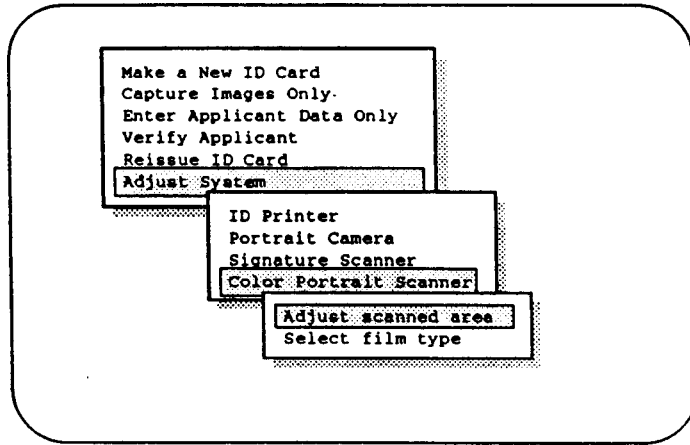 Make a New ID Card
Capture Images Only
Enter Applicant Data Only
Verify Applicant
Reissue ID Card
Adjust System
ID Printer
Portrait Camera
Signature Scanner
Color Portrait Scanner
Adjust scanned area
Select film type